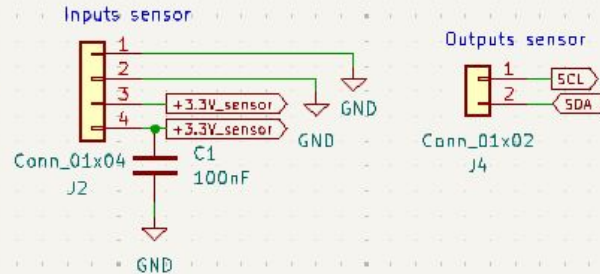 Inputs sensor
1
2
3
4
+3.3V_sensor
+3.3V_sensor
GND
GND
Conn_01x04
J2
C1
100nF
GND
Outputs sensor
1
2
SCL
SDA
Conn_01x02
J4